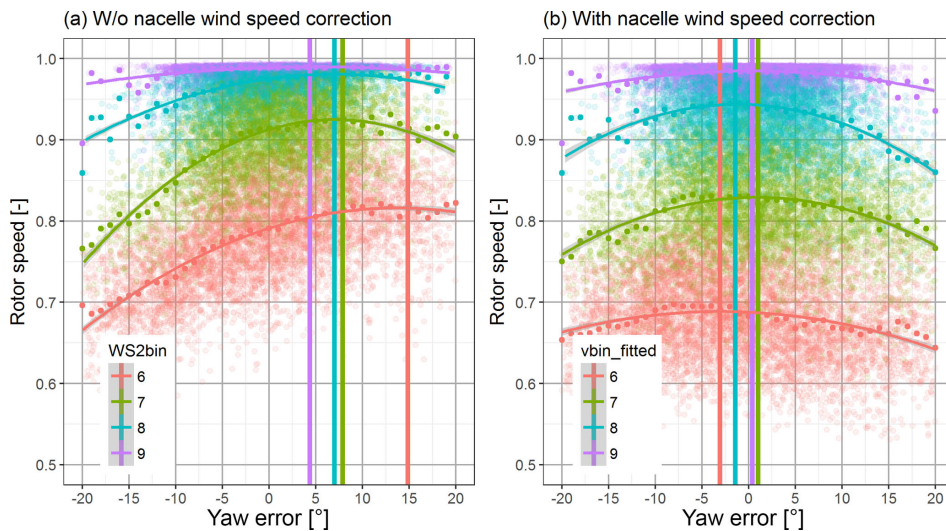 (a) W/o nacelle wind speed correction
Rotor speed [-]
1.0
0.9
0.8
0.7
0.6
0.5
WS2bin
6
7
8
9
-20 -15 -10 -5 0 5 10 15 20
Yaw error [°]
(b) With nacelle wind speed correction
Rotor speed [-]
1.0
0.9
0.8
0.7
0.6
0.5
vbin_fitted
6
7
8
9
-20 -15 -10 -5 0 5 10 15 20
Yaw error [°]